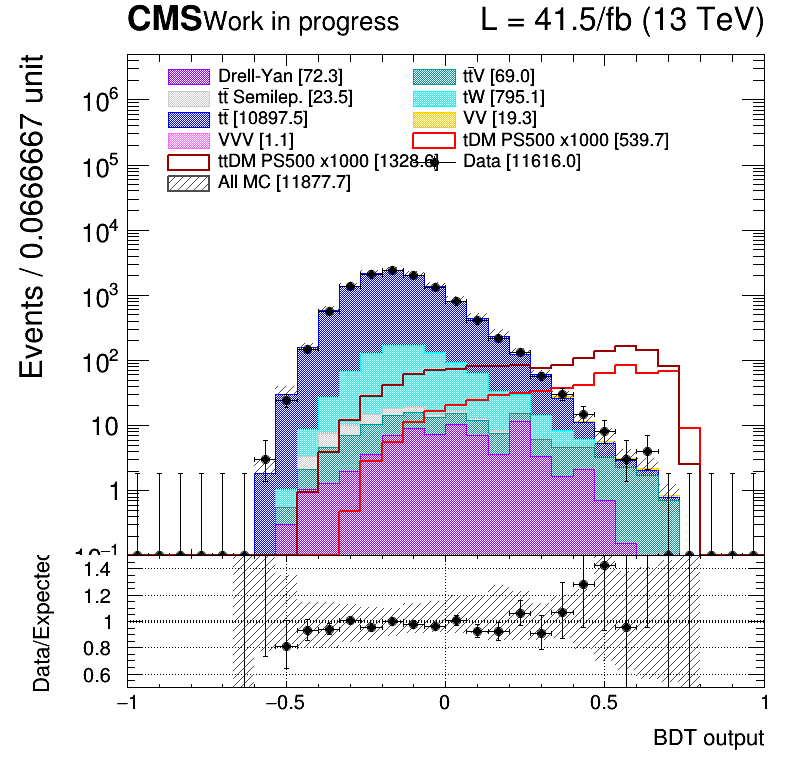 CMS Work in progress L = 41.5/fb (13 TeV)
Events / 0.0666667 unit
Drell-Yan [72.3] tt̄V [69.0]
tt̄ Semilep. [23.5] tW [795.1]
tt̄ [10897.5] VV [19.3]
VVV [1.1] tDM PS500 x1000 [539.7]
ttDM PS500 x1000 [1328.6] Data [11616.0]
All MC [11877.7]
10⁶
10⁵
10⁴
10³
10²
10
1
10⁻¹
Data/Expected
1.4
1.2
1
0.8
0.6
−1 −0.5 0 0.5 1
BDT output